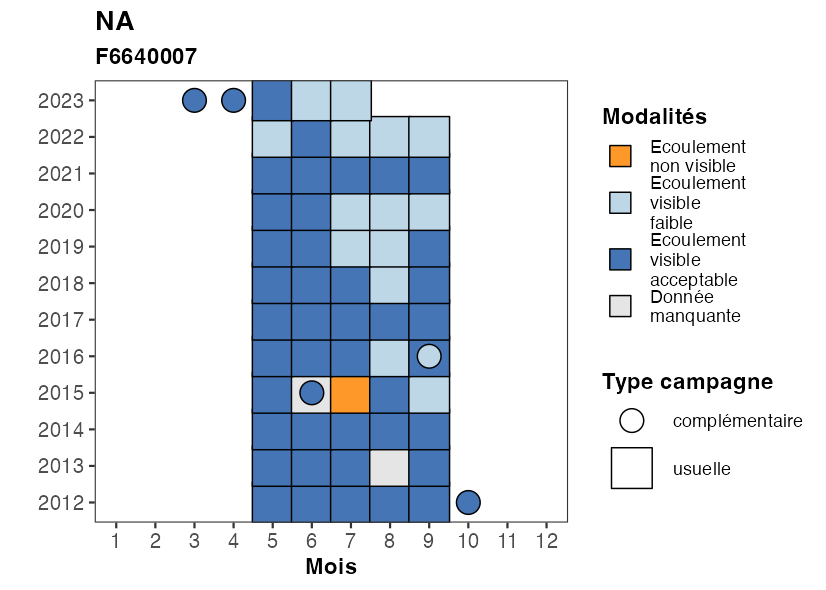 NA
F6640007
2023
2022
2021
2020
2019
2018
2017
2016
2015
2014
2013
2012
1 2 3 4 5 6 7 8 9 10 11 12
Mois
Modalités
Ecoulement
non visible
Ecoulement
visible
faible
Ecoulement
visible
acceptable
Donnée
manquante
Type campagne
complémentaire
usuelle